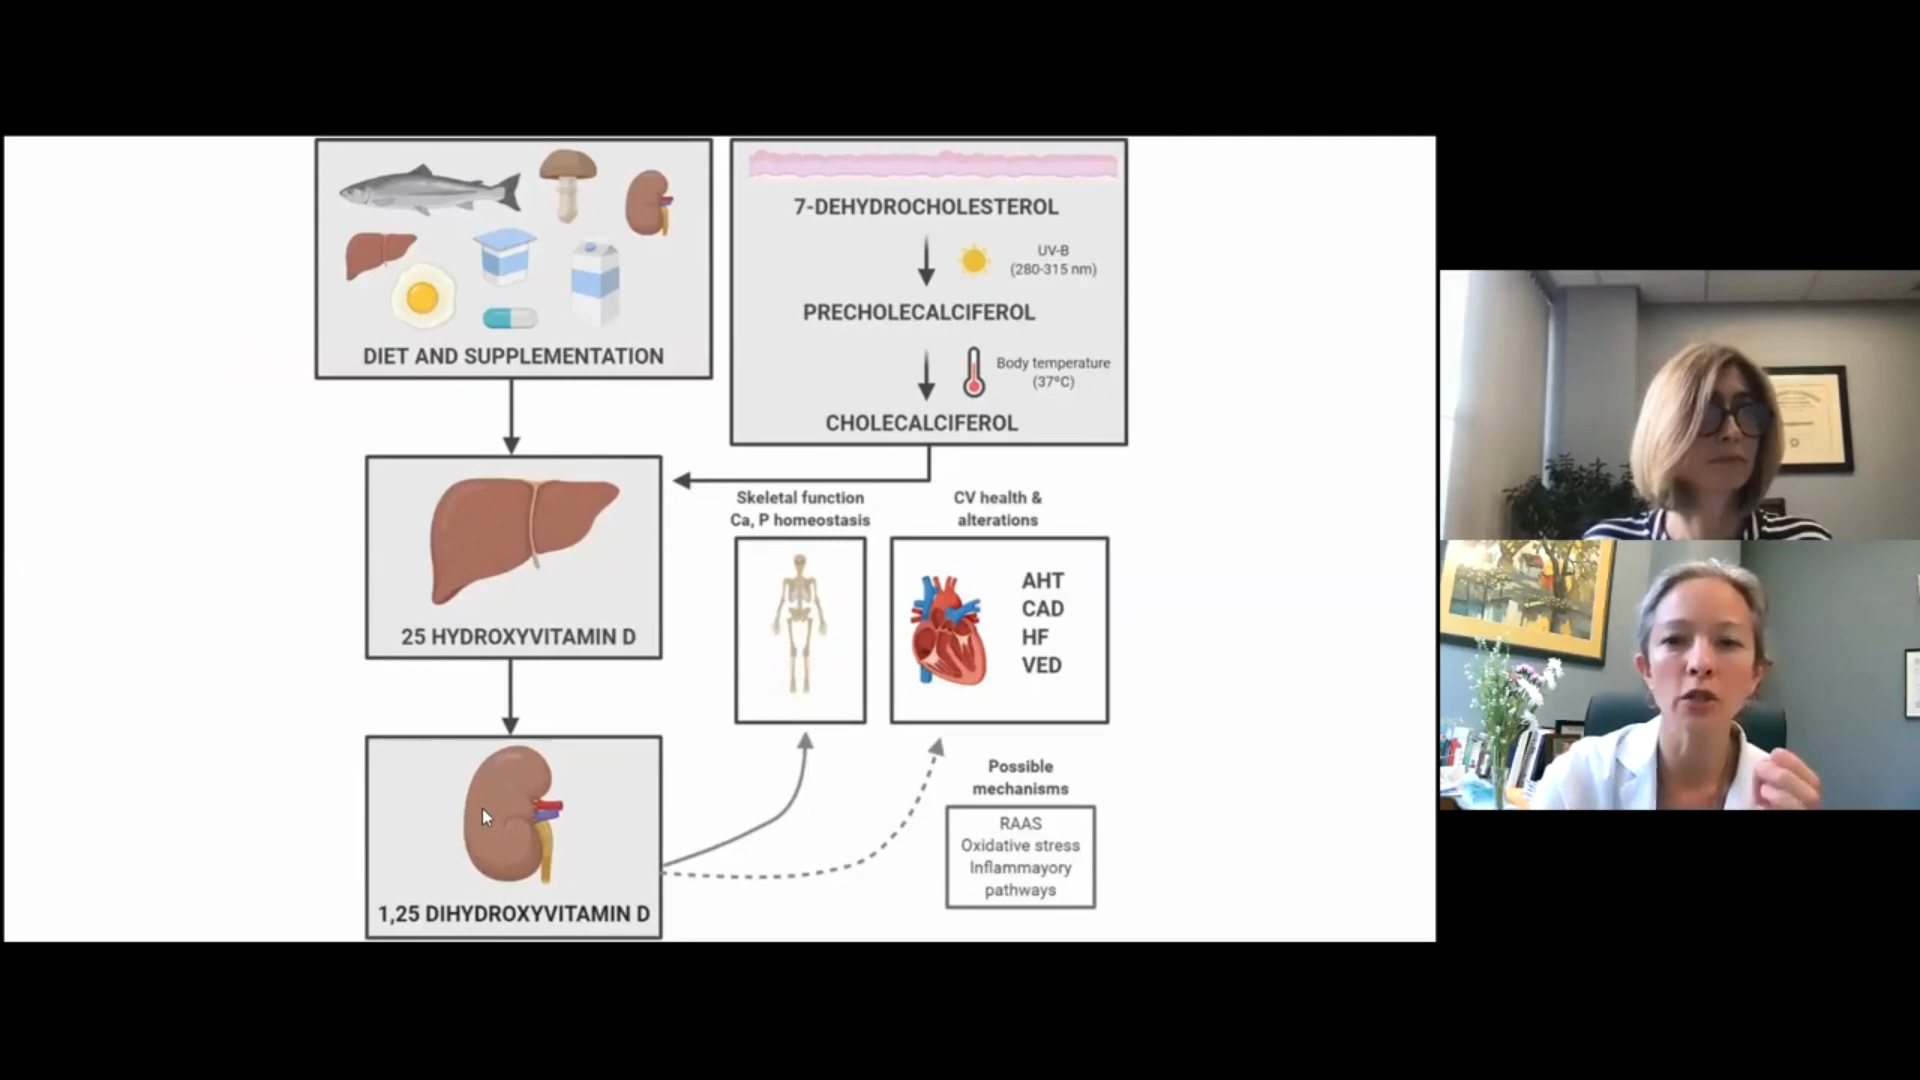 DIET AND SUPPLEMENTATION
7-DEHYDROCHOLESTEROL
UV-B
(280-315 nm)
PRECHOLECALCIFEROL
Body temperature
(37ºC)
CHOLECALCIFEROL
25 HYDROXYVITAMIN D
1,25 DIHYDROXYVITAMIN D
Skeletal function
Ca, P homeostasis
CV health &
alterations
AHT
CAD
HF
VED
Possible
mechanisms
RAAS
Oxidative stress
Inflammayory
pathways